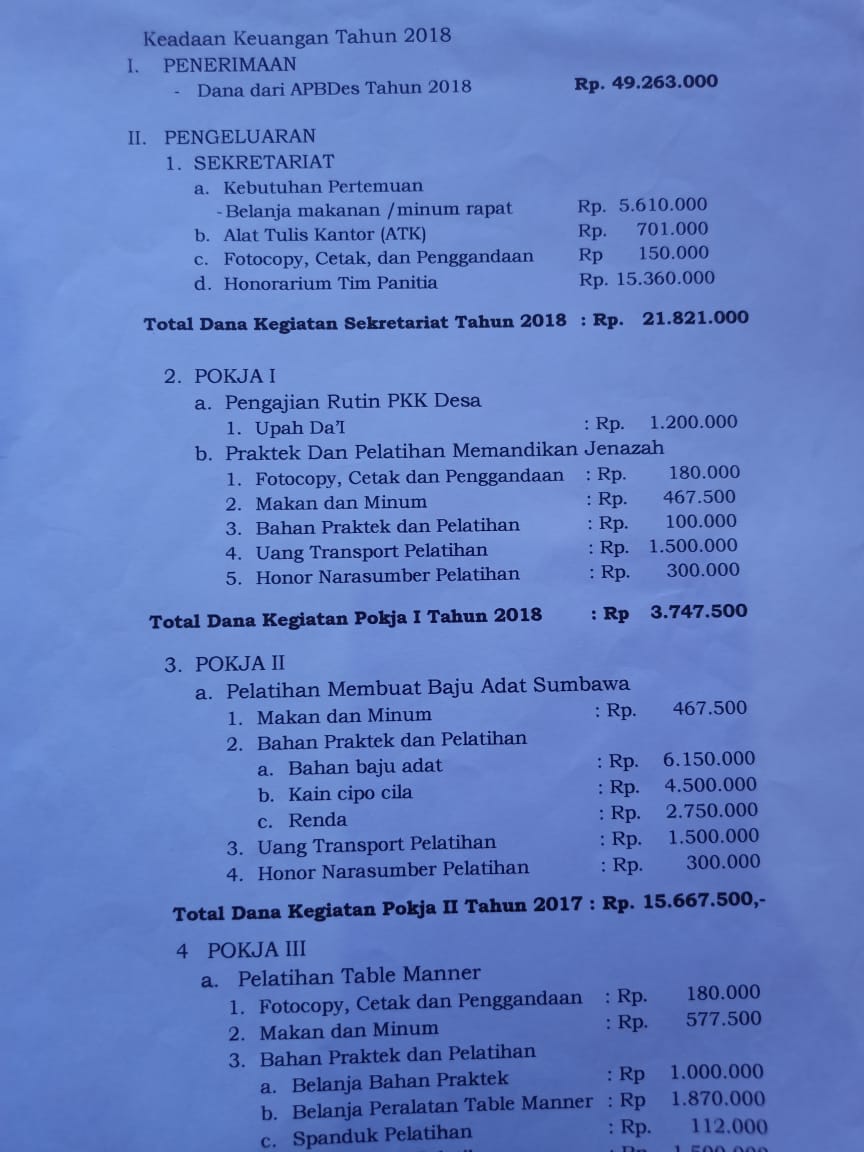 Keadaan Keuangan Tahun 2018
I. PENERIMAAN
- Dana dari APBDes Tahun 2018 Rp. 49.263.000
II. PENGELUARAN
1. SEKRETARIAT
a. Kebutuhan Pertemuan
-Belanja makanan /minum rapat Rp. 5.610.000
b. Alat Tulis Kantor (ATK) Rp. 701.000
c. Fotocopy, Cetak, dan Penggandaan Rp 150.000
d. Honorarium Tim Panitia Rp. 15.360.000
Total Dana Kegiatan Sekretariat Tahun 2018 : Rp. 21.821.000
2. POKJA I
a. Pengajian Rutin PKK Desa
1. Upah Da'I : Rp. 1.200.000
b. Praktek Dan Pelatihan Memandikan Jenazah
1. Fotocopy, Cetak dan Penggandaan : Rp. 180.000
2. Makan dan Minum : Rp. 467.500
3. Bahan Praktek dan Pelatihan : Rp. 100.000
4. Uang Transport Pelatihan : Rp. 1.500.000
5. Honor Narasumber Pelatihan : Rp. 300.000
Total Dana Kegiatan Pokja I Tahun 2018 : Rp 3.747.500
3. POKJA II
a. Pelatihan Membuat Baju Adat Sumbawa
1. Makan dan Minum : Rp. 467.500
2. Bahan Praktek dan Pelatihan
a. Bahan baju adat : Rp. 6.150.000
b. Kain cipo cila : Rp. 4.500.000
c. Renda : Rp. 2.750.000
3. Uang Transport Pelatihan : Rp. 1.500.000
4. Honor Narasumber Pelatihan : Rp. 300.000
Total Dana Kegiatan Pokja II Tahun 2017 : Rp. 15.667.500,-
4 POKJA III
a. Pelatihan Table Manner
1. Fotocopy, Cetak dan Penggandaan : Rp. 180.000
2. Makan dan Minum : Rp. 577.500
3. Bahan Praktek dan Pelatihan
a. Belanja Bahan Praktek : Rp 1.000.000
b. Belanja Peralatan Table Manner : Rp 1.870.000
c. Spanduk Pelatihan : Rp. 112.000